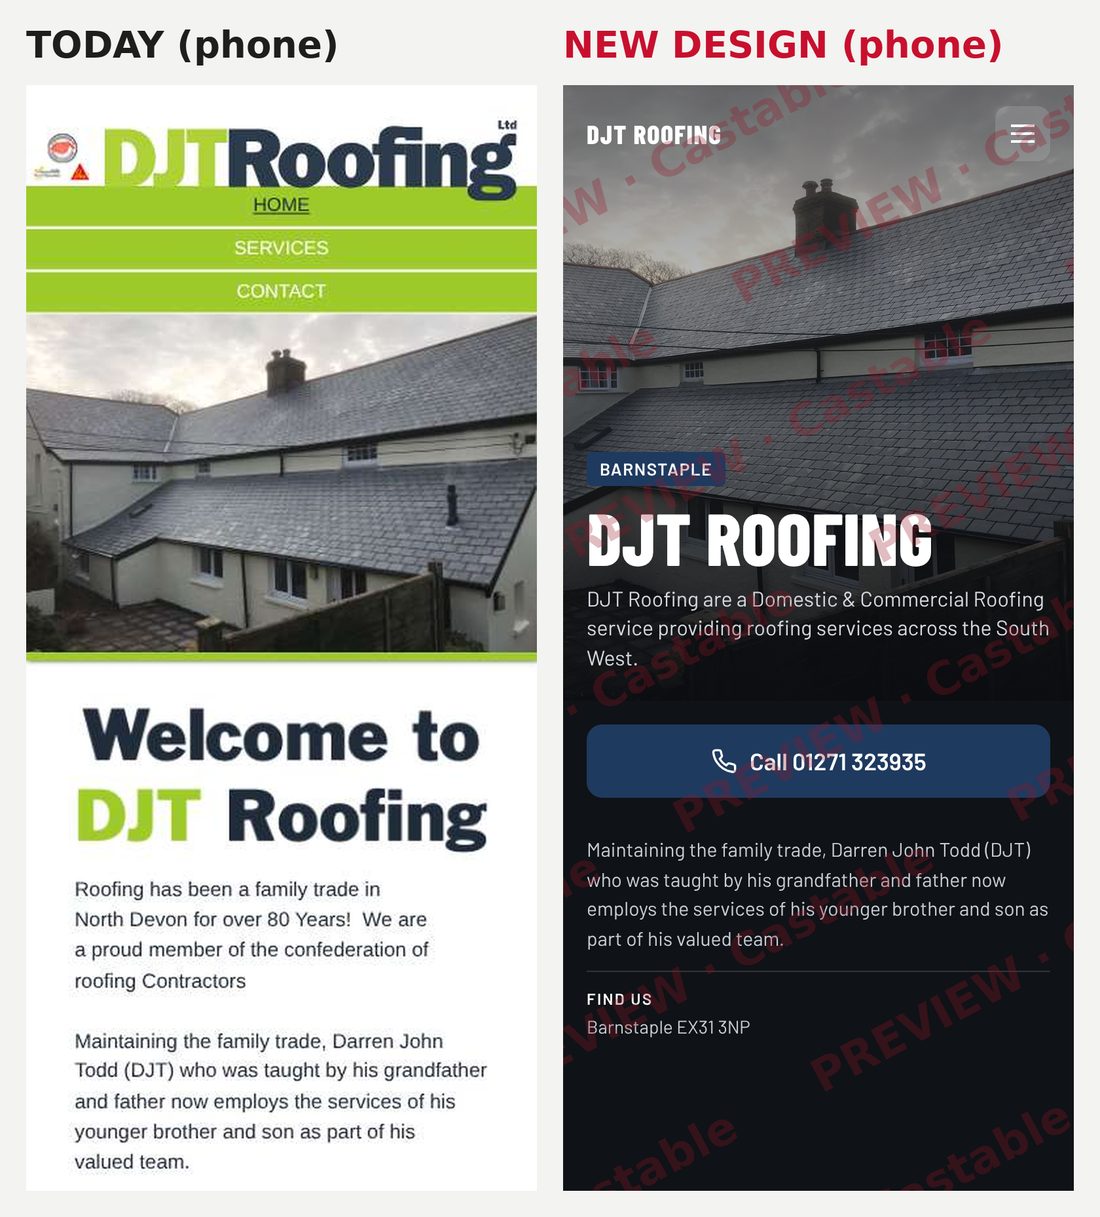 TODAY (phone)
DJTRoofing Ltd
HOME
SERVICES
CONTACT
Welcome to
DJT Roofing
Roofing has been a family trade in
North Devon for over 80 Years!  We are
a proud member of the confederation of
roofing Contractors
Maintaining the family trade, Darren John
Todd (DJT) who was taught by his grandfather
and father now employs the services of his
younger brother and son as part of his
valued team.
NEW DESIGN (phone)
DJT ROOFING
BARNSTAPLE
DJT ROOFING
DJT Roofing are a Domestic & Commercial Roofing
service providing roofing services across the South
West.
Call 01271 323935
Maintaining the family trade, Darren John Todd (DJT)
who was taught by his grandfather and father now
employs the services of his younger brother and son as
part of his valued team.
FIND US
Barnstaple EX31 3NP
PREVIEW · Castable